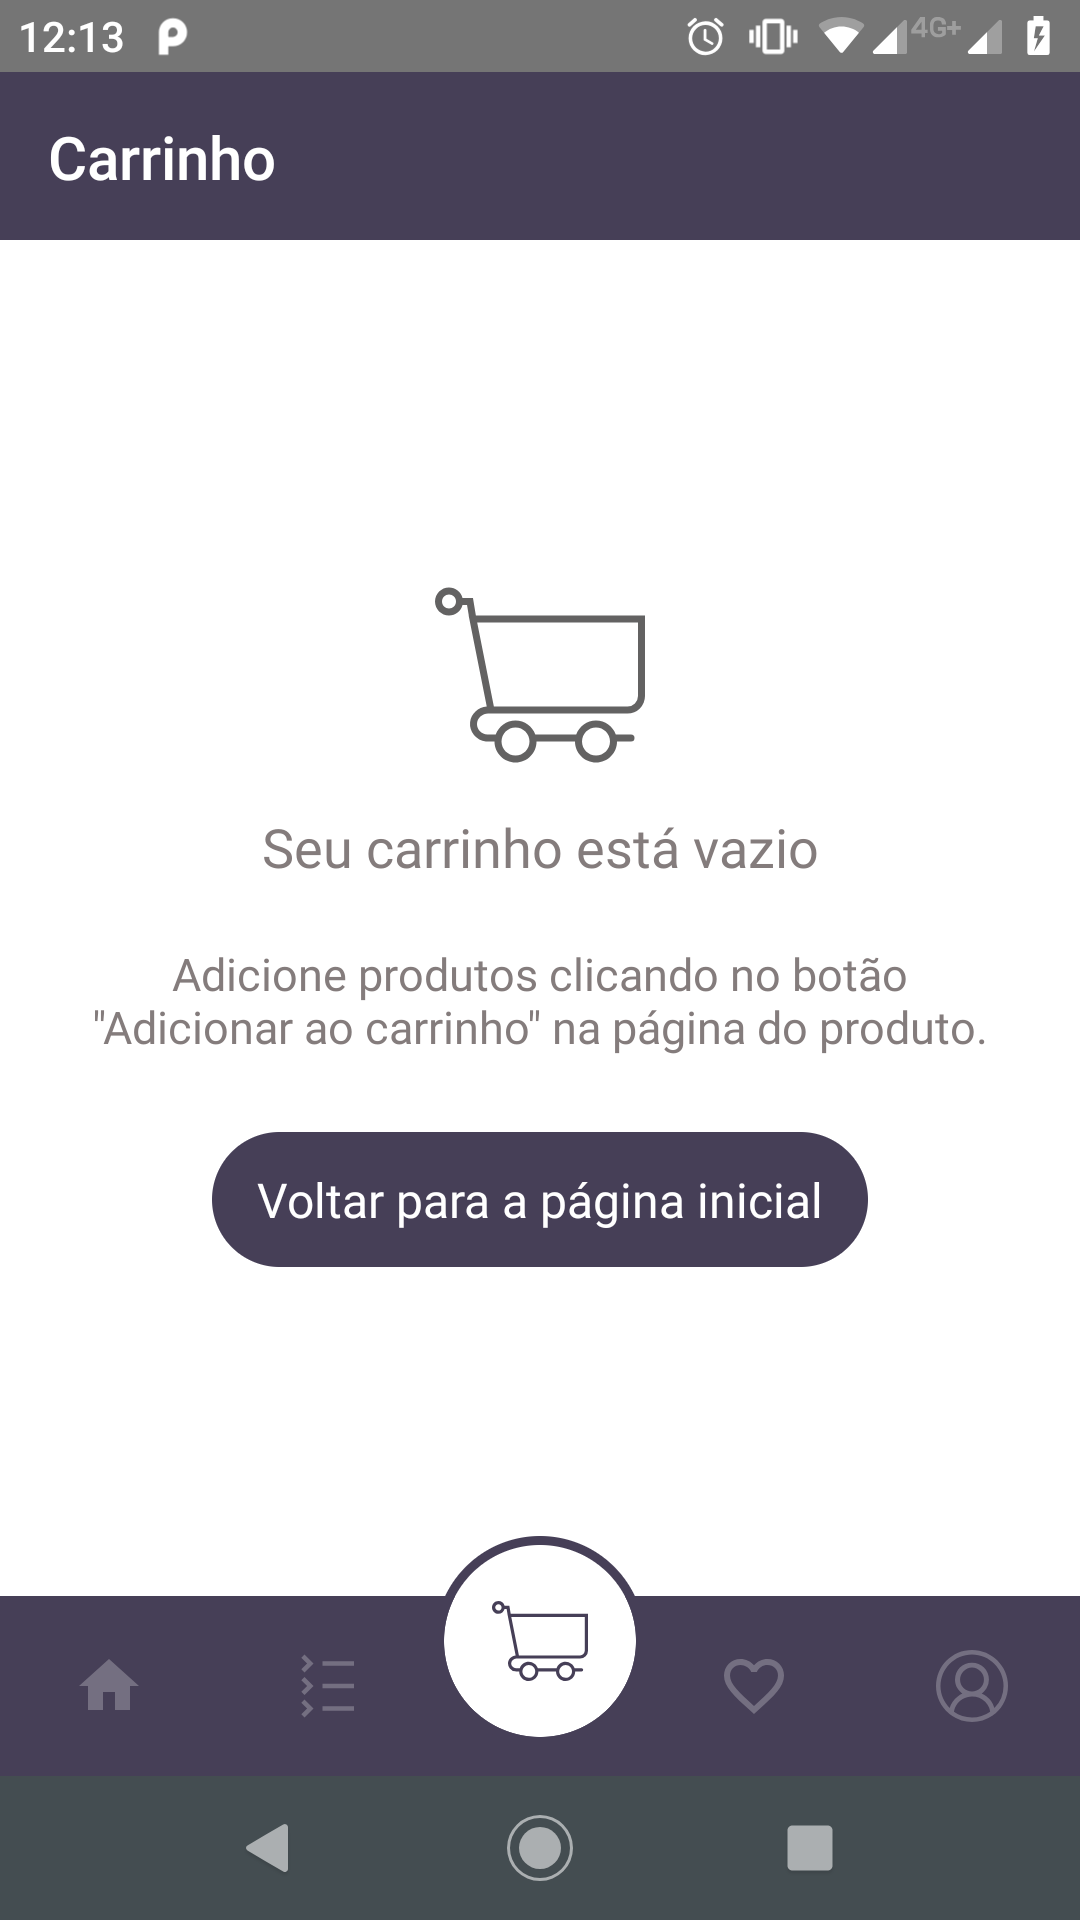 12:13
4G+
Carrinho
Seu carrinho está vazio
Adicione produtos clicando no botão
"Adicionar ao carrinho" na página do produto.
Voltar para a página inicial